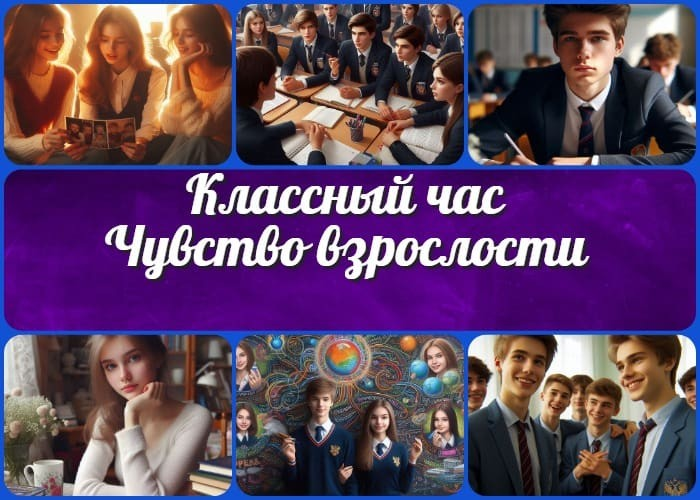 Классный час
Чувство взрослости